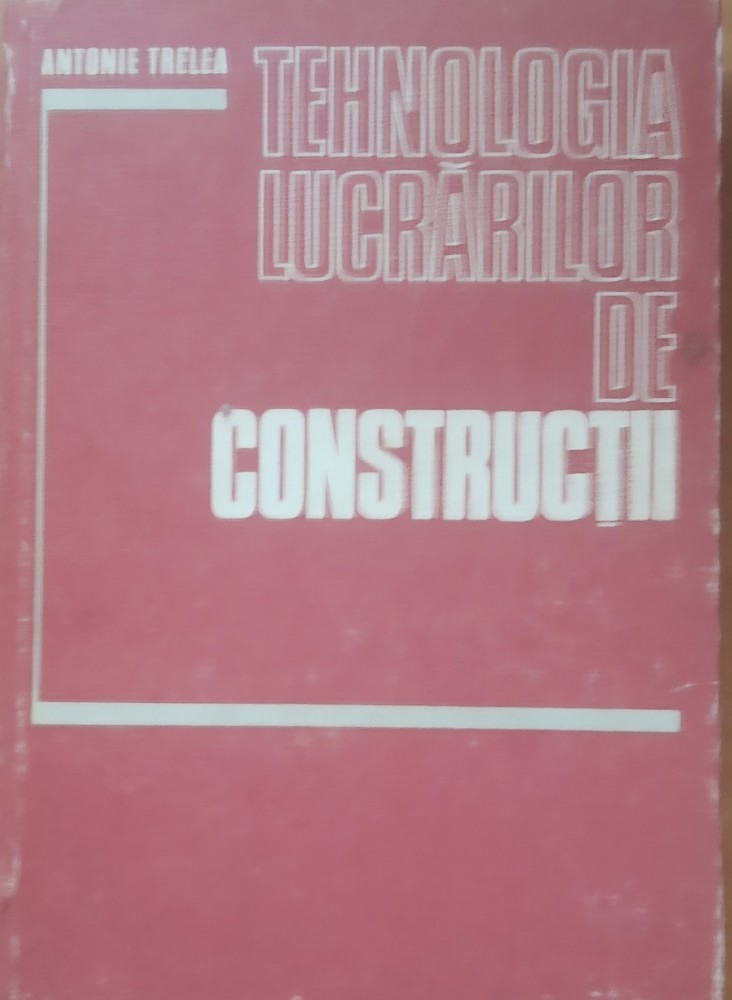 ANTONIE TRELEA
TEHNOLOGIA
LUCRĂRILOR
DE
CONSTRUCȚII